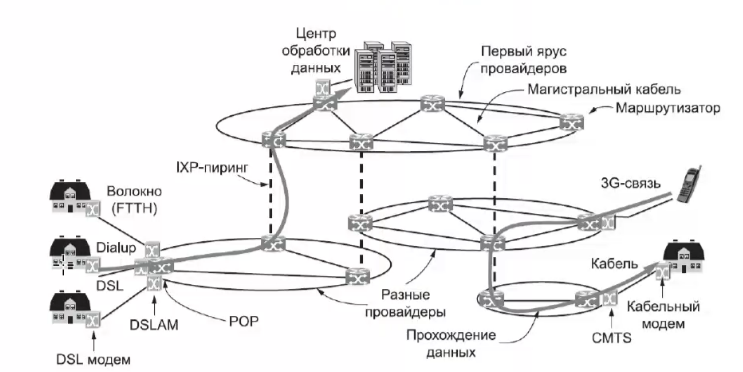 Центр
обработки
данных
Первый ярус
провайдеров
Магистральный кабель
Маршрутизатор
IXP-пиринг
3G-связь
Волокно
(FTTH)
Dialup
DSL
Кабель
DSLAM
POP
Разные
провайдеры
Прохождение
данных
CMTS
Кабельный
модем
DSL модем